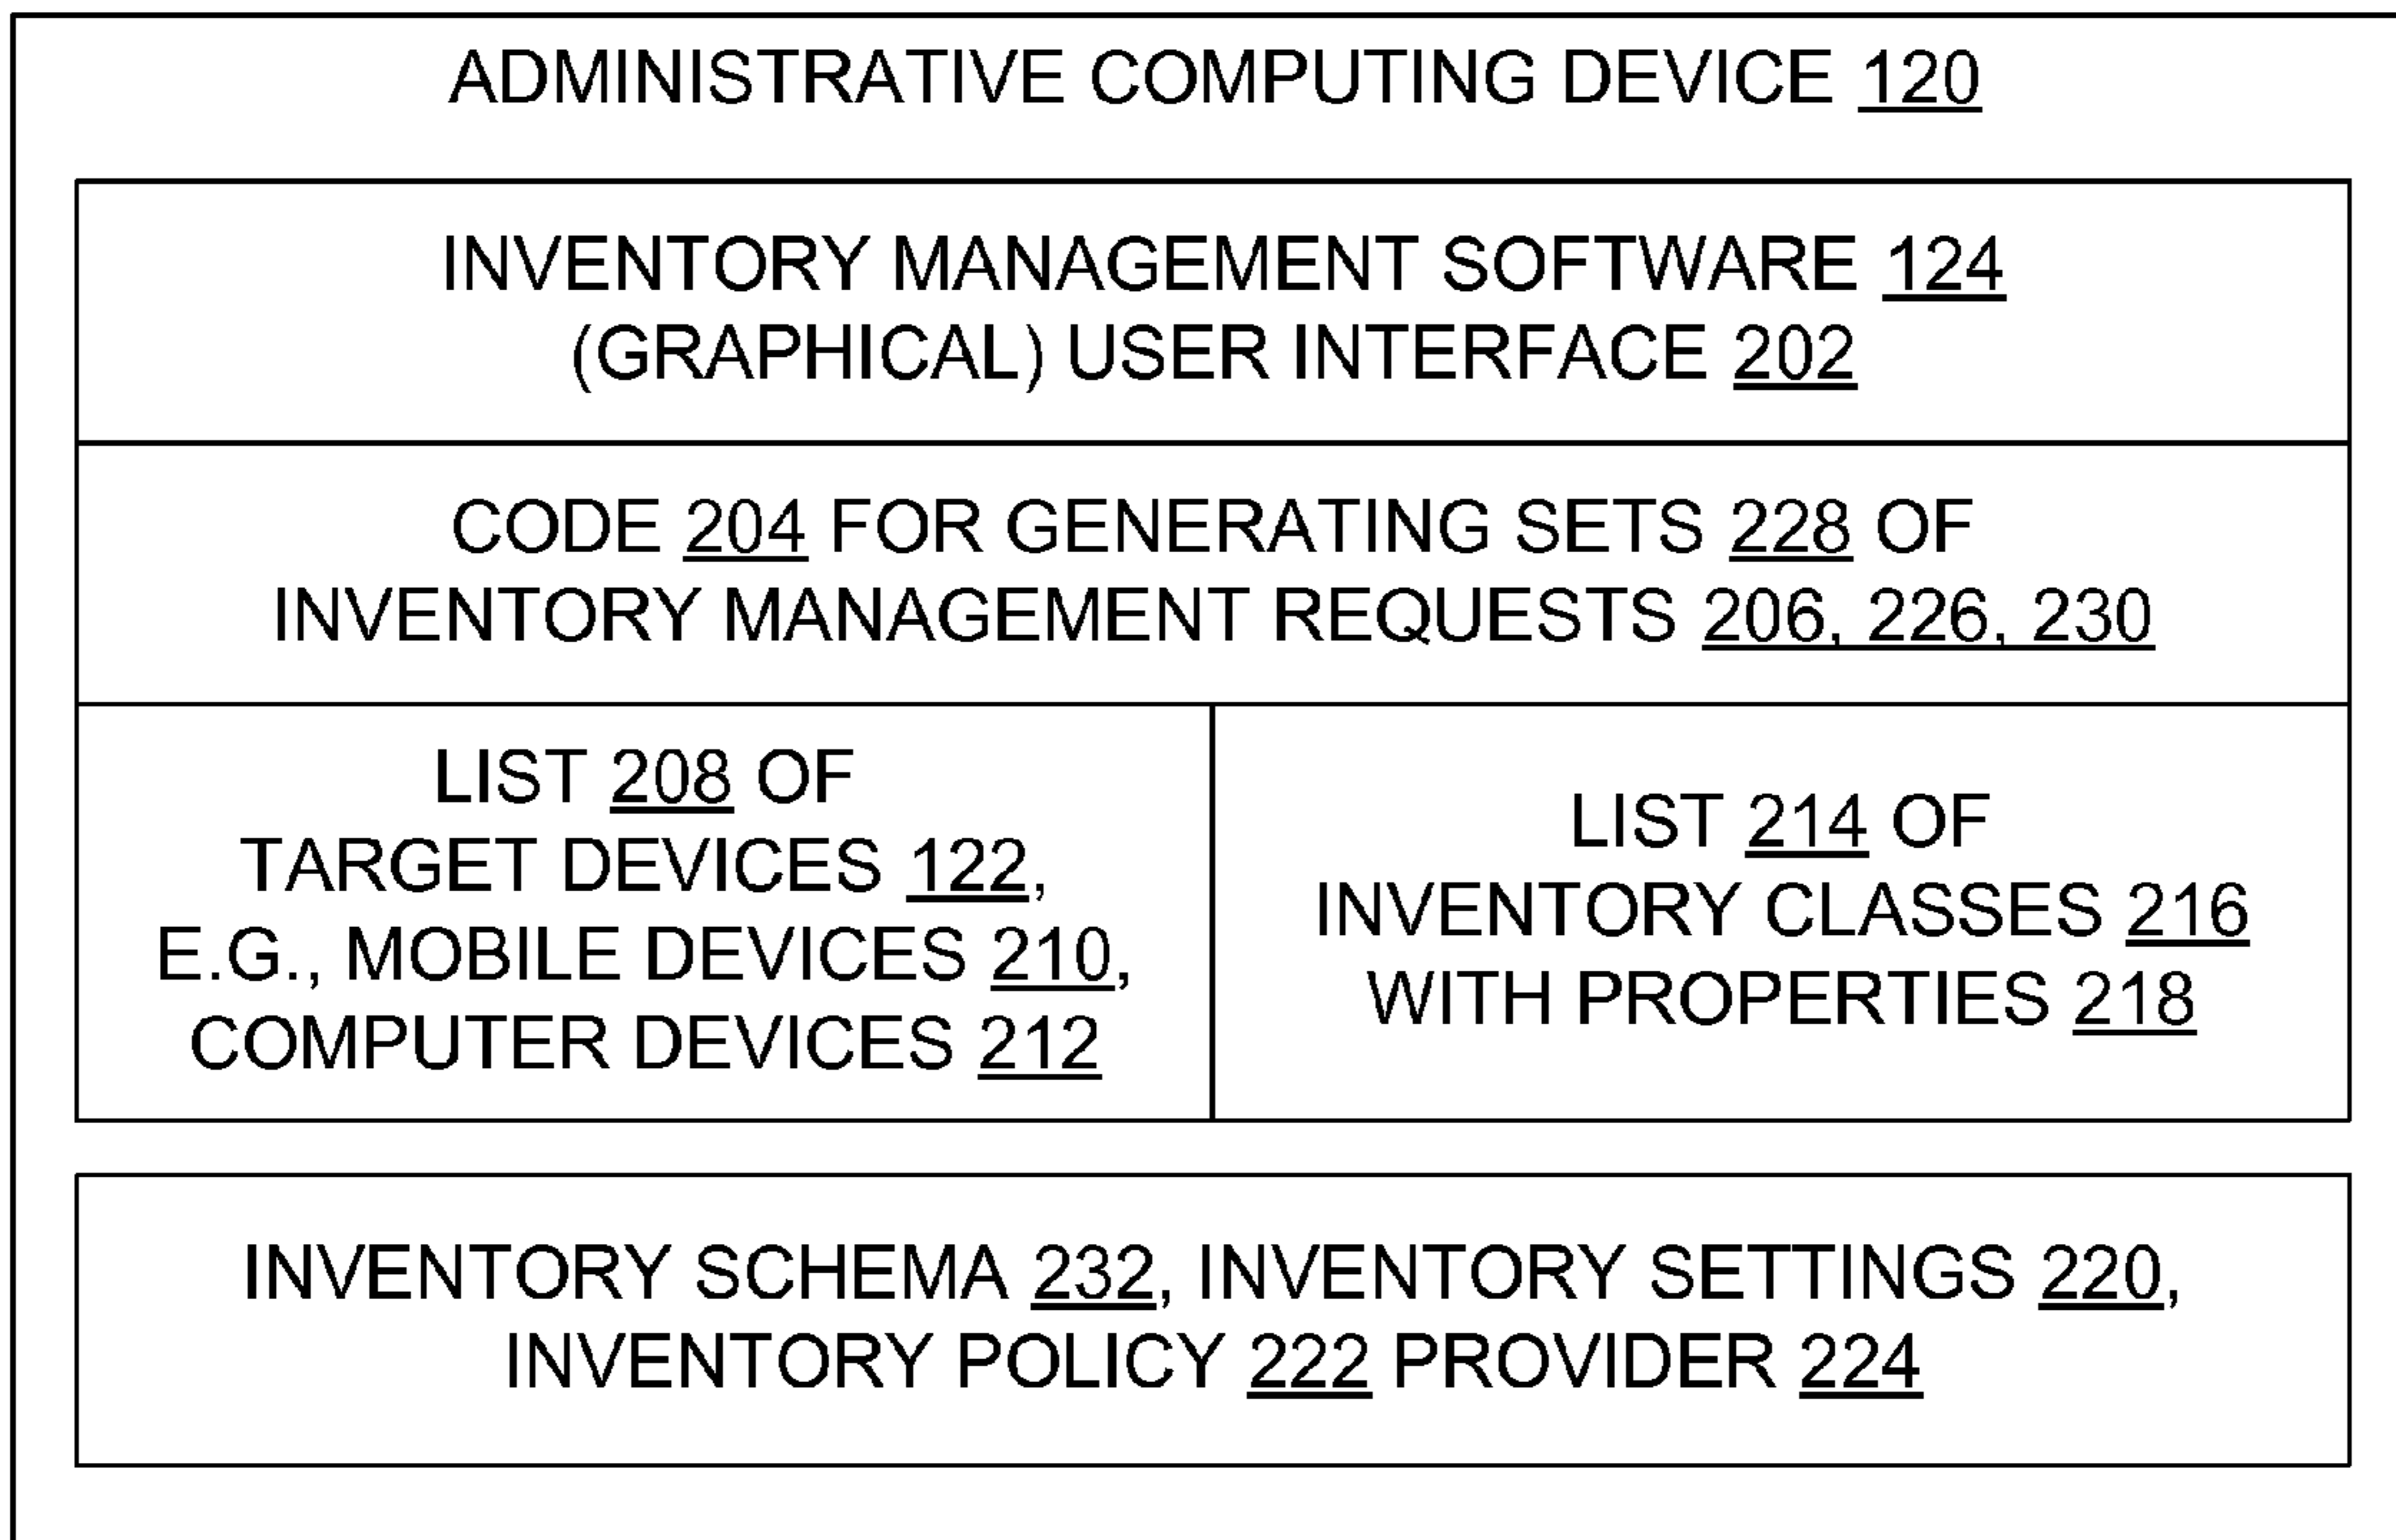 ADMINISTRATIVE COMPUTING DEVICE 120
INVENTORY MANAGEMENT SOFTWARE 124
(GRAPHICAL) USER INTERFACE 202
CODE 204 FOR GENERATING SETS 228 OF
INVENTORY MANAGEMENT REQUESTS 206, 226, 230
LIST 208 OF
TARGET DEVICES 122,
E.G., MOBILE DEVICES 210,
COMPUTER DEVICES 212
LIST 214 OF
INVENTORY CLASSES 216
WITH PROPERTIES 218
INVENTORY SCHEMA 232, INVENTORY SETTINGS 220,
INVENTORY POLICY 222 PROVIDER 224